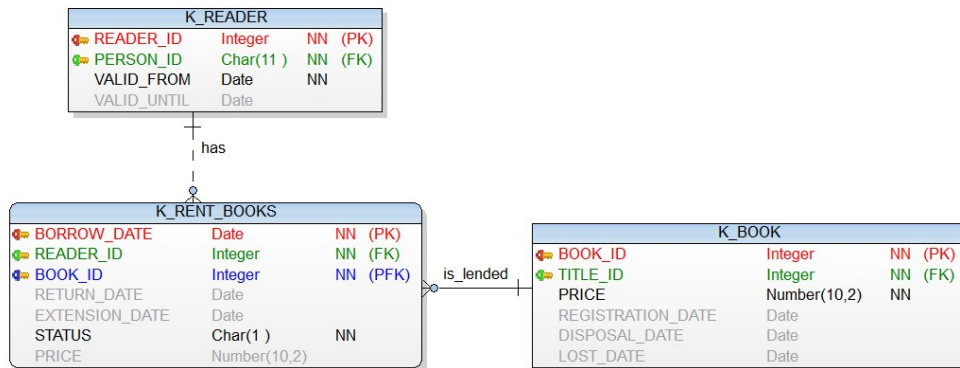 K_READER
READER_ID Integer NN (PK)
PERSON_ID Char(11 ) NN (FK)
VALID_FROM Date NN
VALID_UNTIL Date
has
K_RENT_BOOKS
BORROW_DATE Date NN (PK)
READER_ID Integer NN (FK)
BOOK_ID Integer NN (PFK)
RETURN_DATE Date
EXTENSION_DATE Date
STATUS Char(1 ) NN
PRICE Number(10,2)
is_lended
K_BOOK
BOOK_ID Integer NN (PK)
TITLE_ID Integer NN (FK)
PRICE Number(10,2) NN
REGISTRATION_DATE Date
DISPOSAL_DATE Date
LOST_DATE Date